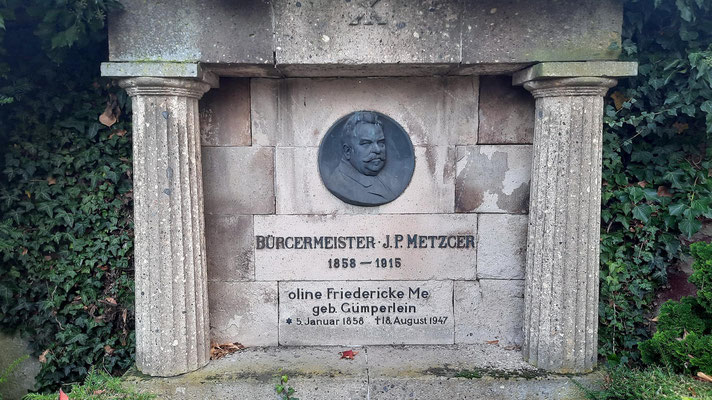 BÜRGERMEISTER · J. P. METZGER
1858 — 1915
oline Friedericke Me
geb. Gümperlein
* 5. Januar 1858 † 18. August 1947